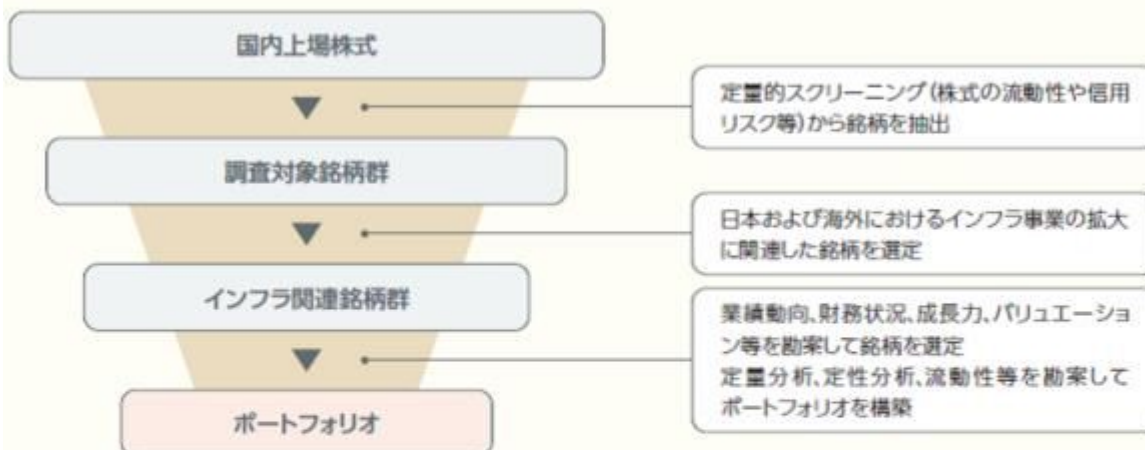 国内上場株式
定量的スクリーニング(株式の流動性や信用
リスク等)から銘柄を抽出
調査対象銘柄群
日本および海外におけるインフラ事業の拡大
に関連した銘柄を選定
インフラ関連銘柄群
業績動向、財務状況、成長力、バリュエーショ
ン等を勘案して銘柄を選定
定量分析、定性分析、流動性等を勘案して
ポートフォリオを構築
ポートフォリオ